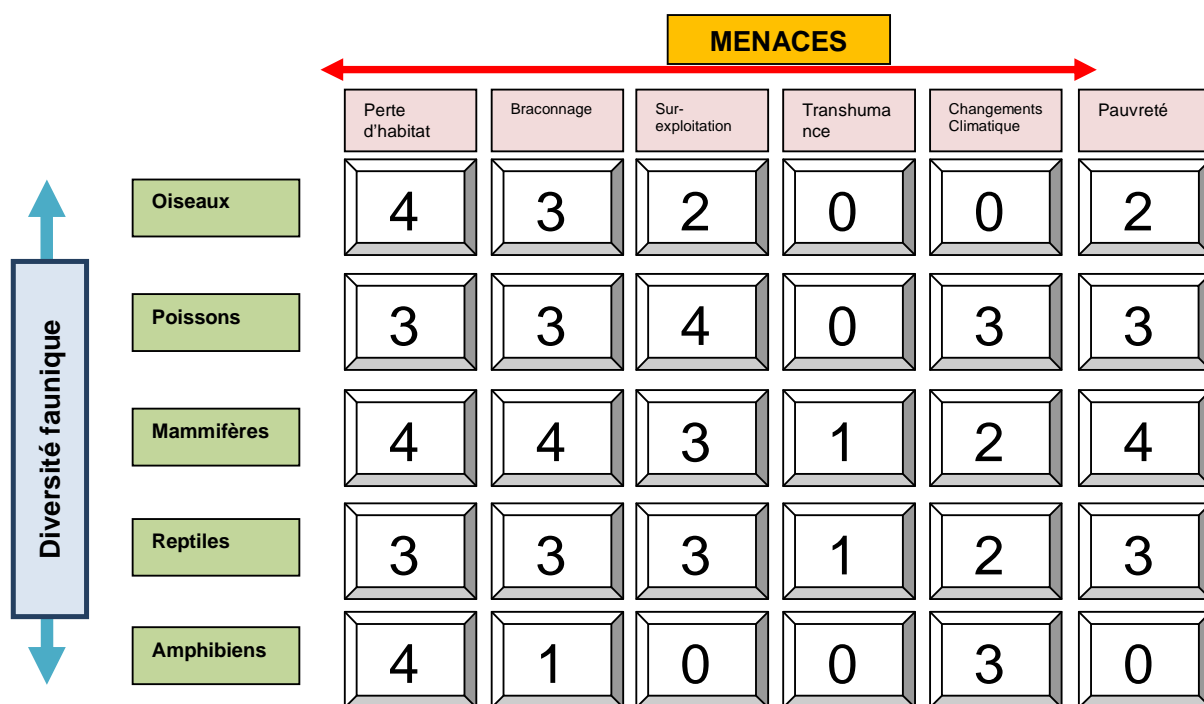 MENACES
Perte
d’habitat
Braconnage
Sur-
exploitation
Transhuma
nce
Changements
Climatique
Pauvreté
Diversité faunique
Oiseaux
4 3 2 0 0 2
Poissons
3 3 4 0 3 3
Mammifères
4 4 3 1 2 4
Reptiles
3 3 3 1 2 3
Amphibiens
4 1 0 0 3 0